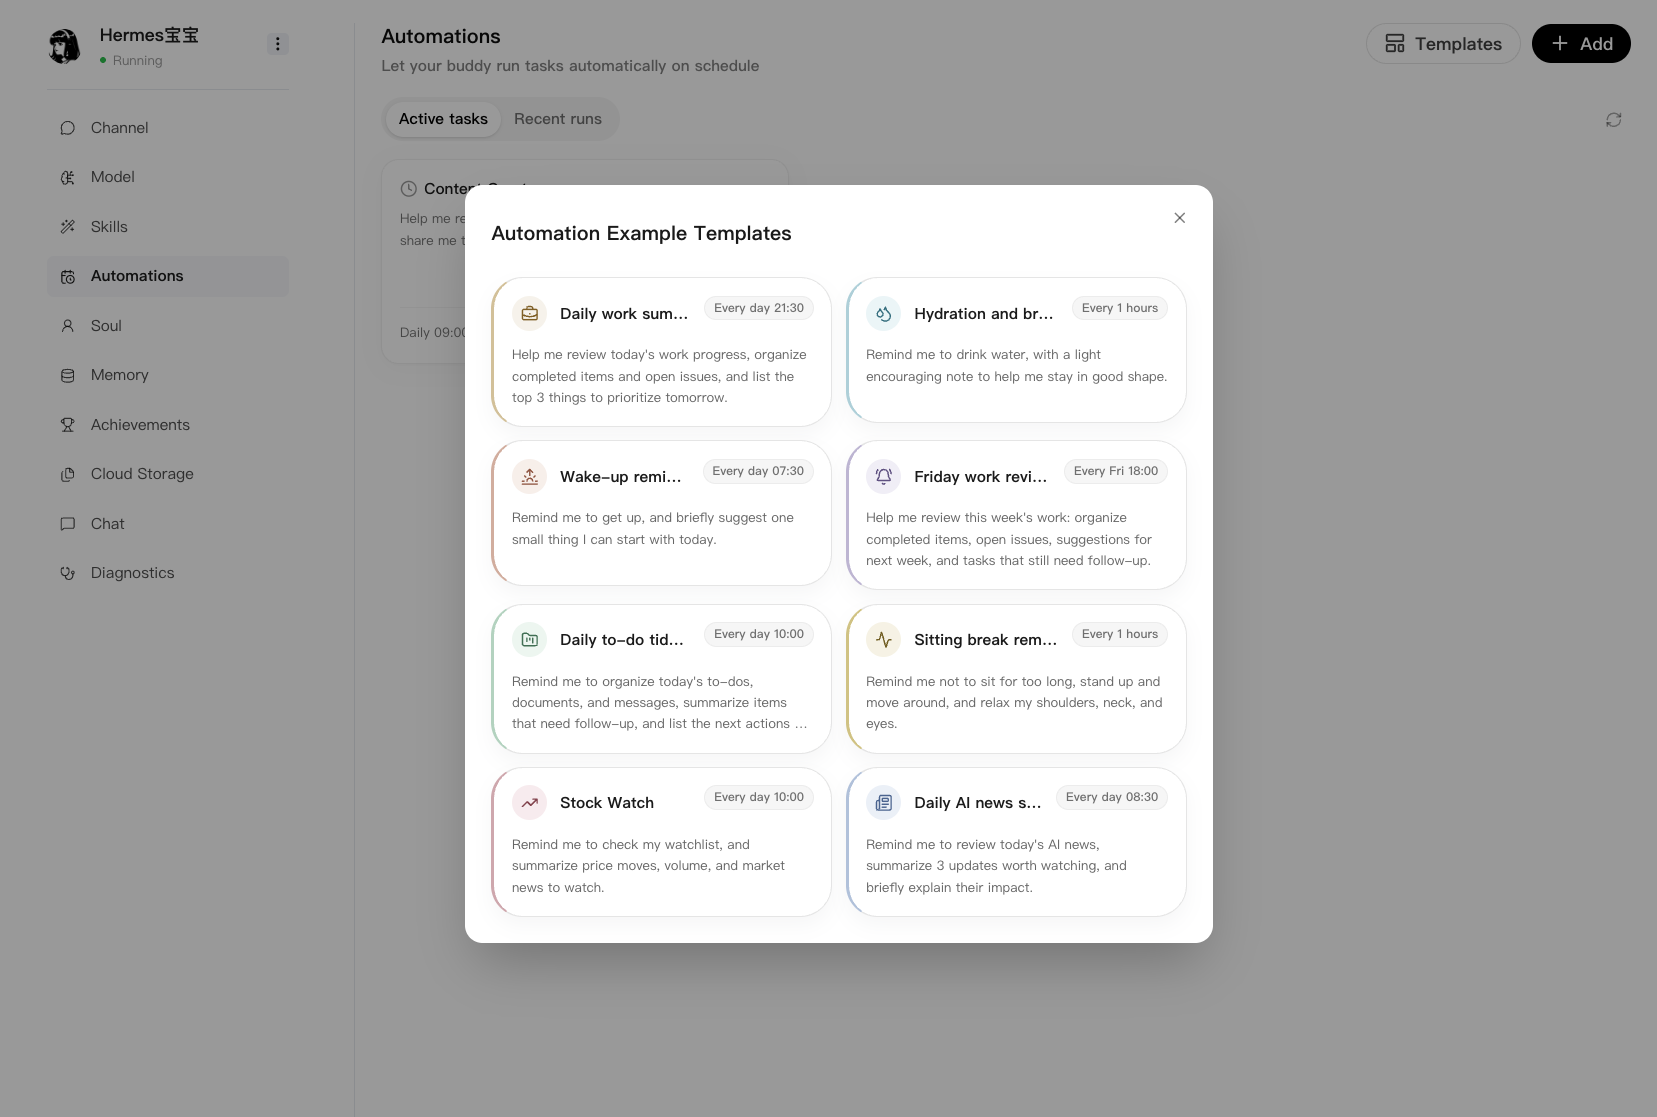 Hermes宝宝
Running
Channel
Model
Skills
Automations
Soul
Memory
Achievements
Cloud Storage
Chat
Diagnostics
Automations
Let your buddy run tasks automatically on schedule
Templates
Add
Active tasks
Recent runs
Help me re
share me t
Daily 09:00
Automation Example Templates
Daily work sum...
Every day 21:30
Help me review today's work progress, organize
completed items and open issues, and list the
top 3 things to prioritize tomorrow.
Hydration and br...
Every 1 hours
Remind me to drink water, with a light
encouraging note to help me stay in good shape.
Wake-up remi...
Every day 07:30
Remind me to get up, and briefly suggest one
small thing I can start with today.
Friday work revi...
Every Fri 18:00
Help me review this week's work: organize
completed items, open issues, suggestions for
next week, and tasks that still need follow-up.
Daily to-do tid...
Every day 10:00
Remind me to organize today's to-dos,
documents, and messages, summarize items
that need follow-up, and list the next actions ...
Sitting break rem...
Every 1 hours
Remind me not to sit for too long, stand up and
move around, and relax my shoulders, neck, and
eyes.
Stock Watch
Every day 10:00
Remind me to check my watchlist, and
summarize price moves, volume, and market
news to watch.
Daily AI news s...
Every day 08:30
Remind me to review today's AI news,
summarize 3 updates worth watching, and
briefly explain their impact.